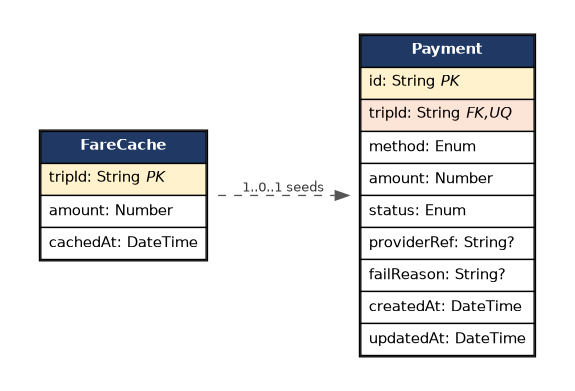 FareCache
tripId: String PK
amount: Number
cachedAt: DateTime
1..0..1 seeds
Payment
id: String PK
tripId: String FK,UQ
method: Enum
amount: Number
status: Enum
providerRef: String?
failReason: String?
createdAt: DateTime
updatedAt: DateTime